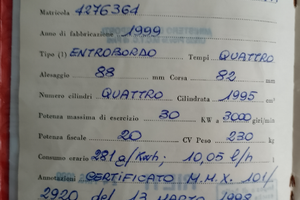 Matricola 4276361
Anno di fabbricazione 1999
Tipo (1) ENTROBORDO Tempi QUATTRO
Alesaggio 88 mm Corsa 82 mm
Numero cilindri QUATTRO Cilindrata 1995 cm³
Potenza massima di esercizio 30 KW a 3000 giri/min
Potenza fiscale 20 CV Peso 230 kg
Consumo orario 281 g/Kwh; 10,05 l/h
Annotazioni CERTIFICATO M.M.X. 101/
2920 del 13 MARZO 1998